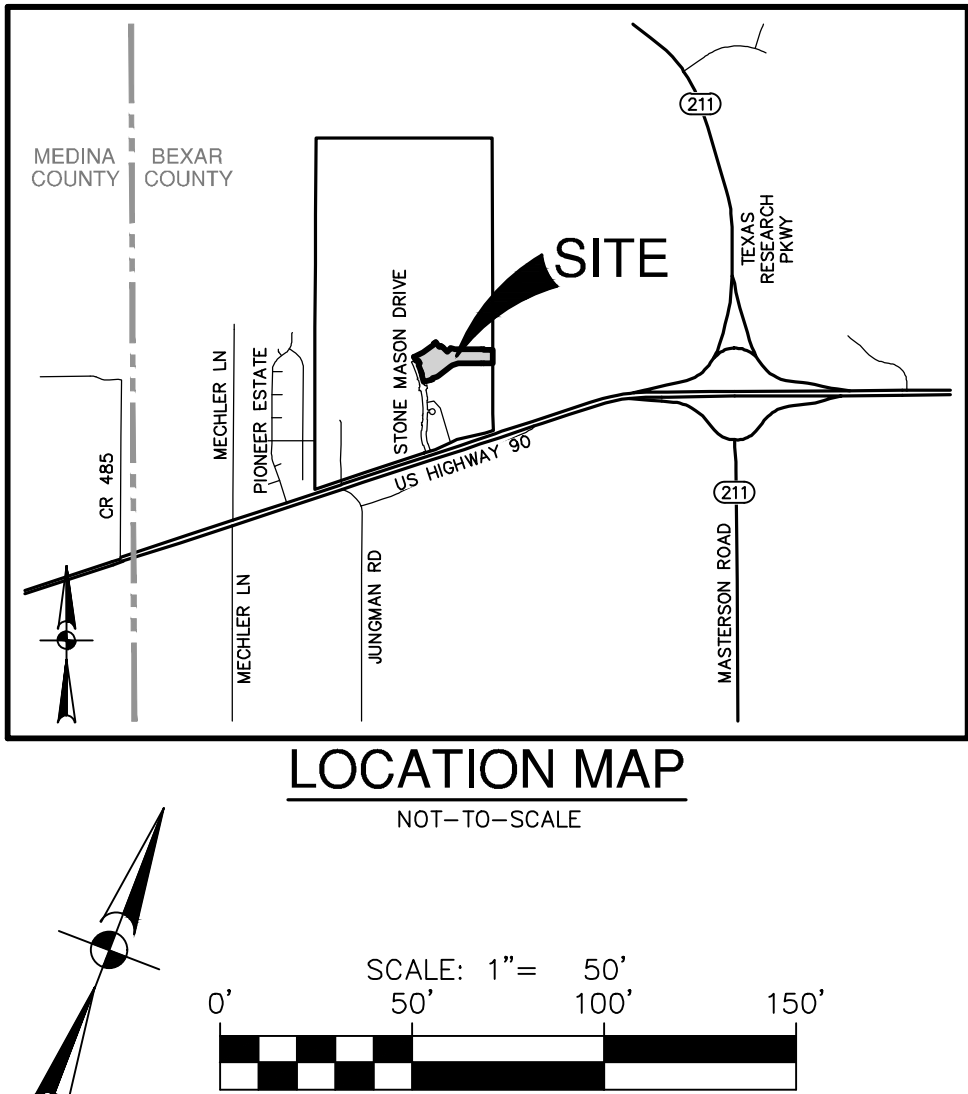 211
MEDINA
COUNTY
BEXAR
COUNTY
TEXAS
RESEARCH
PKWY
SITE
STONE MASON DRIVE
MECHLER LN
PIONEER ESTATE
CR 485
US HIGHWAY 90
211
MECHLER LN
JUNGMAN RD
MASTERSON ROAD
LOCATION MAP
NOT-TO-SCALE
SCALE: 1"= 50'
0' 50' 100' 150'